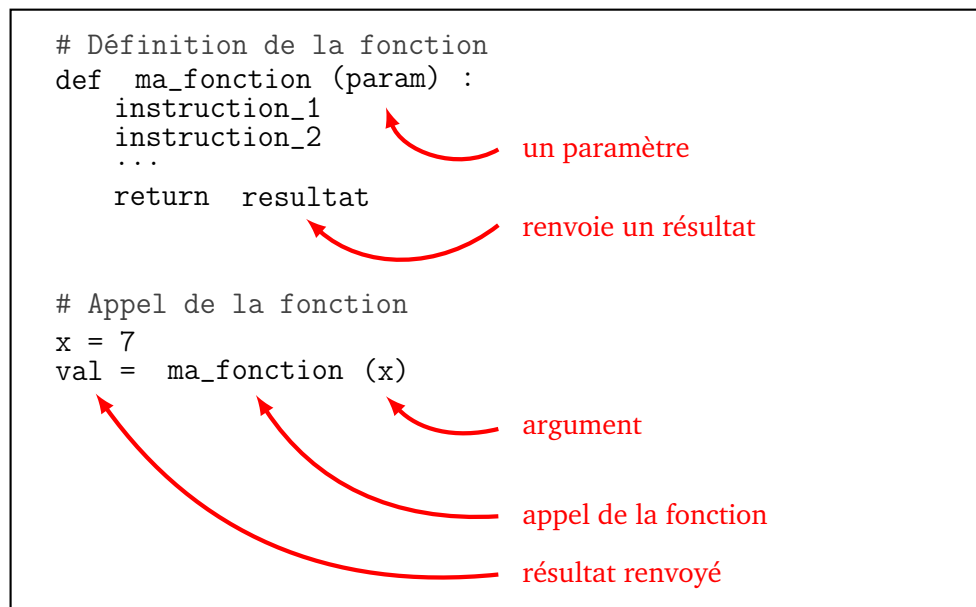 # Définition de la fonction
def ma_fonction (param) :
instruction_1
instruction_2
...
un paramètre
return resultat
renvoie un résultat
# Appel de la fonction
x = 7
val = ma_fonction (x)
argument
appel de la fonction
résultat renvoyé